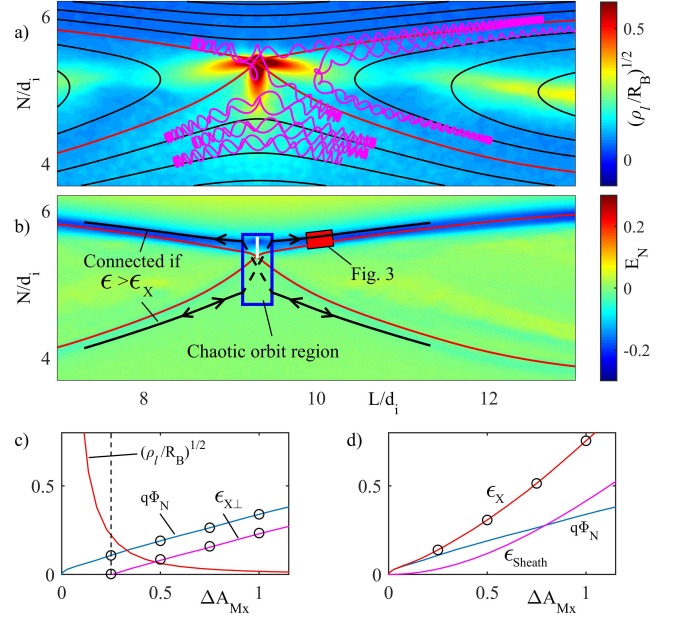 a)
6
4
N/d_i
0.5
0
(ρ_l/R_B)^{1/2}
b)
6
4
N/d_i
Connected if
ϵ>ϵ_X
Fig. 3
Chaotic orbit region
8
10
L/d_i
12
0.2
0
-0.2
E_N
c)
(ρ_l/R_B)^{1/2}
qΦ_N
ϵ_{X⊥}
0.5
0
0
0.5
1
ΔA_{Mx}
d)
ϵ_X
qΦ_N
ϵ_{Sheath}
0.5
0
0
0.5
1
ΔA_{Mx}